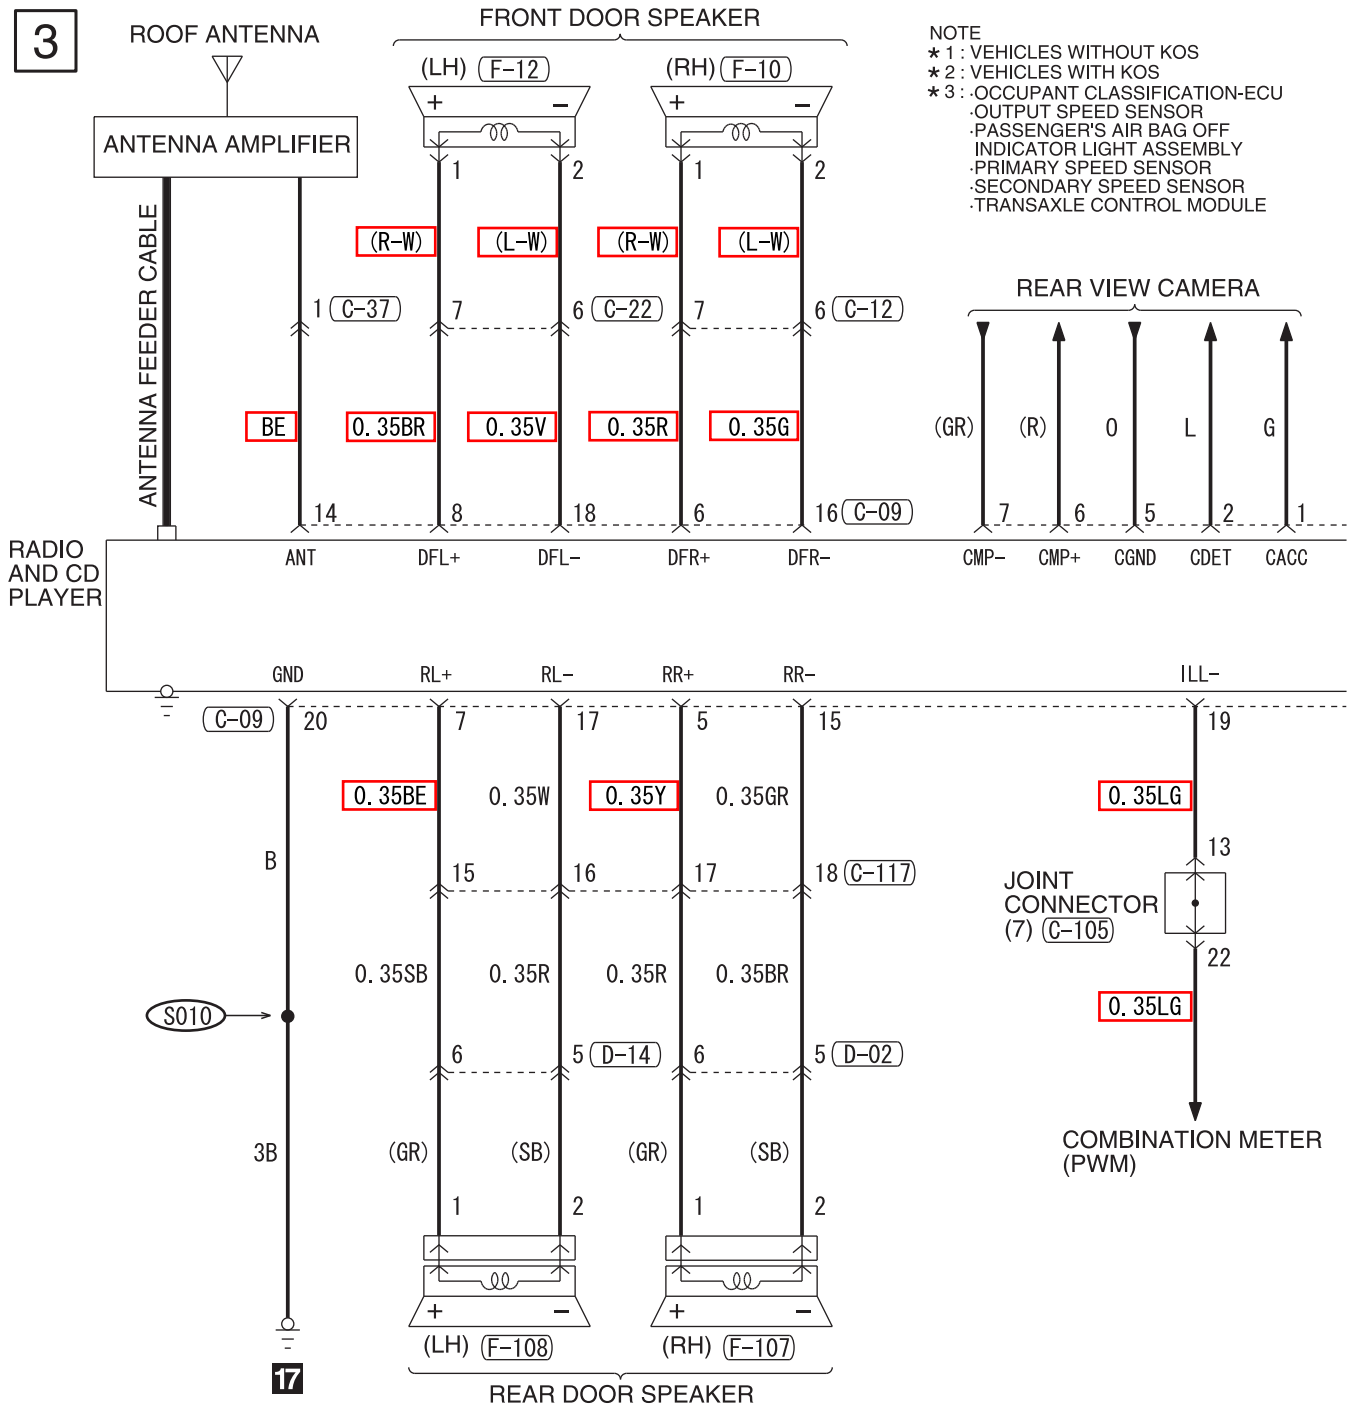 3
ROOF ANTENNA
FRONT DOOR SPEAKER
(LH) F-12
(RH) F-10
NOTE
*1 : VEHICLES WITHOUT KOS
*2 : VEHICLES WITH KOS
*3 : ·OCCUPANT CLASSIFICATION-ECU
·OUTPUT SPEED SENSOR
·PASSENGER'S AIR BAG OFF
INDICATOR LIGHT ASSEMBLY
·PRIMARY SPEED SENSOR
·SECONDARY SPEED SENSOR
·TRANSAXLE CONTROL MODULE
+ − + −
ANTENNA AMPLIFIER
1 2 1 2
ANTENNA FEEDER CABLE
(R-W) (L-W) (R-W) (L-W)
REAR VIEW CAMERA
1 C-37 7 6 C-22 7 6 C-12
BE 0.35BR 0.35V 0.35R 0.35G
(GR) (R) O L G
14 8 18 6 16 C-09 7 6 5 2 1
RADIO
AND CD
PLAYER
ANT DFL+ DFL- DFR+ DFR- CMP- CMP+ CGND CDET CACC
GND RL+ RL- RR+ RR- ILL-
C-09 20 7 17 5 15 19
0.35BE 0.35W 0.35Y 0.35GR 0.35LG
B
15 16 17 18 C-117
13
JOINT
CONNECTOR
(7) C-105
22
0.35SB 0.35R 0.35R 0.35BR
0.35LG
S010
6 5 D-14 6 5 D-02
3B (GR) (SB) (GR) (SB)
COMBINATION METER
(PWM)
1 2 1 2
+ − + −
(LH) F-108
(RH) F-107
17
REAR DOOR SPEAKER